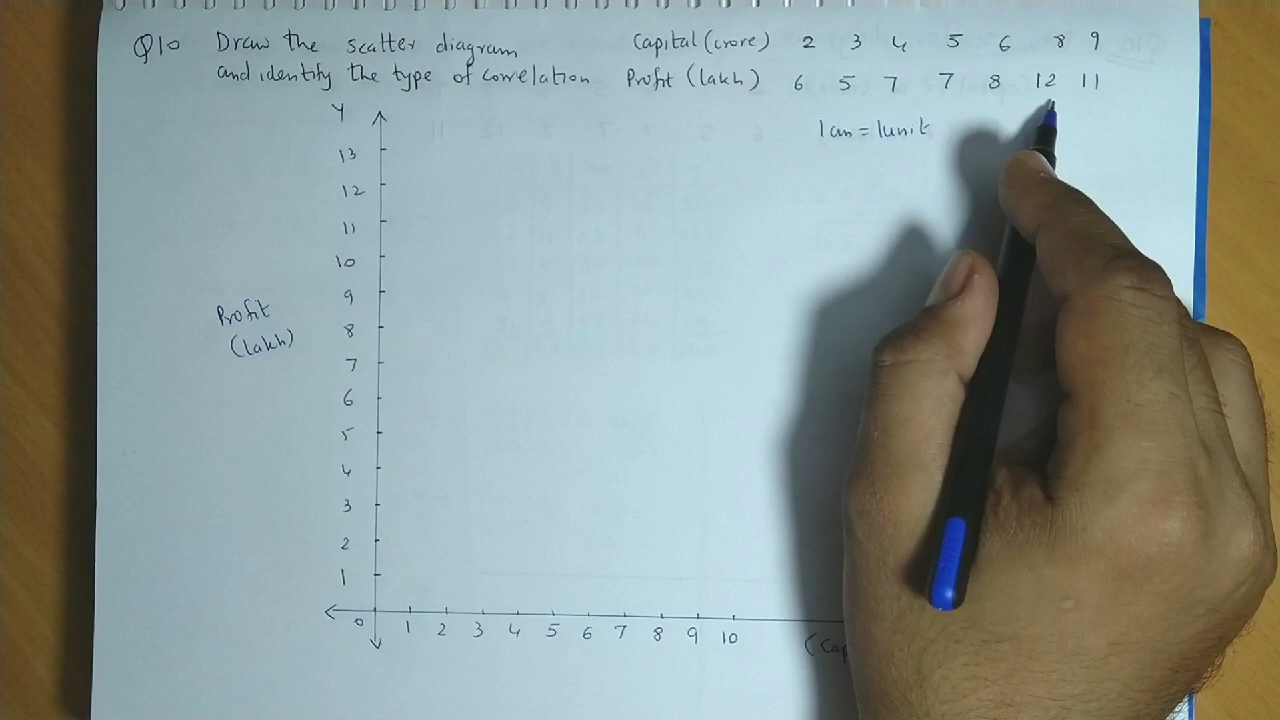 Q10 Draw the scatter diagram
and identify the type of correlation
Capital (crore) 2 3 4 5 6 8 9
Profit (lakh) 6 5 7 7 8 12 11
1 cm = 1unit
Y
13
12
11
10
9
8
7
6
5
4
3
2
1
Profit
(lakh)
0 1 2 3 4 5 6 7 8 9 10